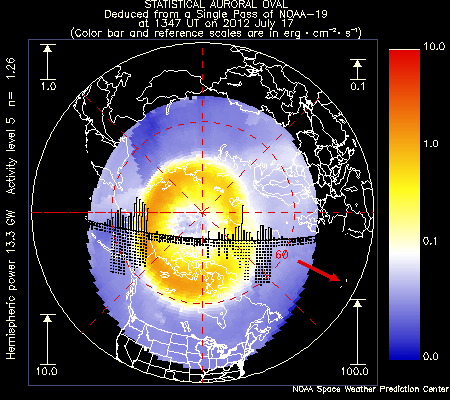 STATISTICAL AURORAL OVAL
Deduced from a Single Pass of NOAA-19
at 1347 UT on 2012 July 17
(Color bar and reference scales are in erg · cm⁻² · s⁻¹)
Hemispheric power 13.3 GW Activity level 5 n= 1.26
1.0
0.1
10.0
100.0
60
10.0
1.0
0.1
0.0
NOAA Space Weather Prediction Center